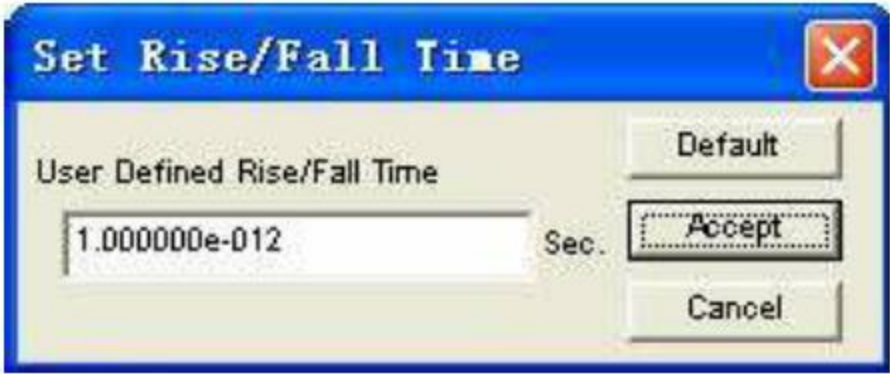 Set Rise/Fall Time
Default
User Defined Rise/Fall Time
1.000000e-012 Sec.
Accept
Cancel